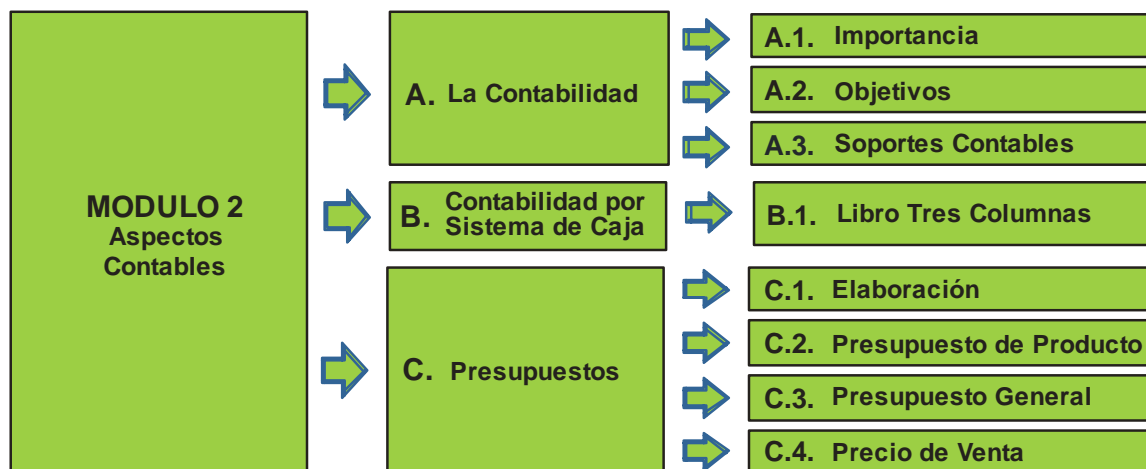 MODULO 2
Aspectos
Contables
A. La Contabilidad
A.1. Importancia
A.2. Objetivos
A.3. Soportes Contables
B. Contabilidad por
Sistema de Caja
B.1. Libro Tres Columnas
C. Presupuestos
C.1. Elaboración
C.2. Presupuesto de Producto
C.3. Presupuesto General
C.4. Precio de Venta